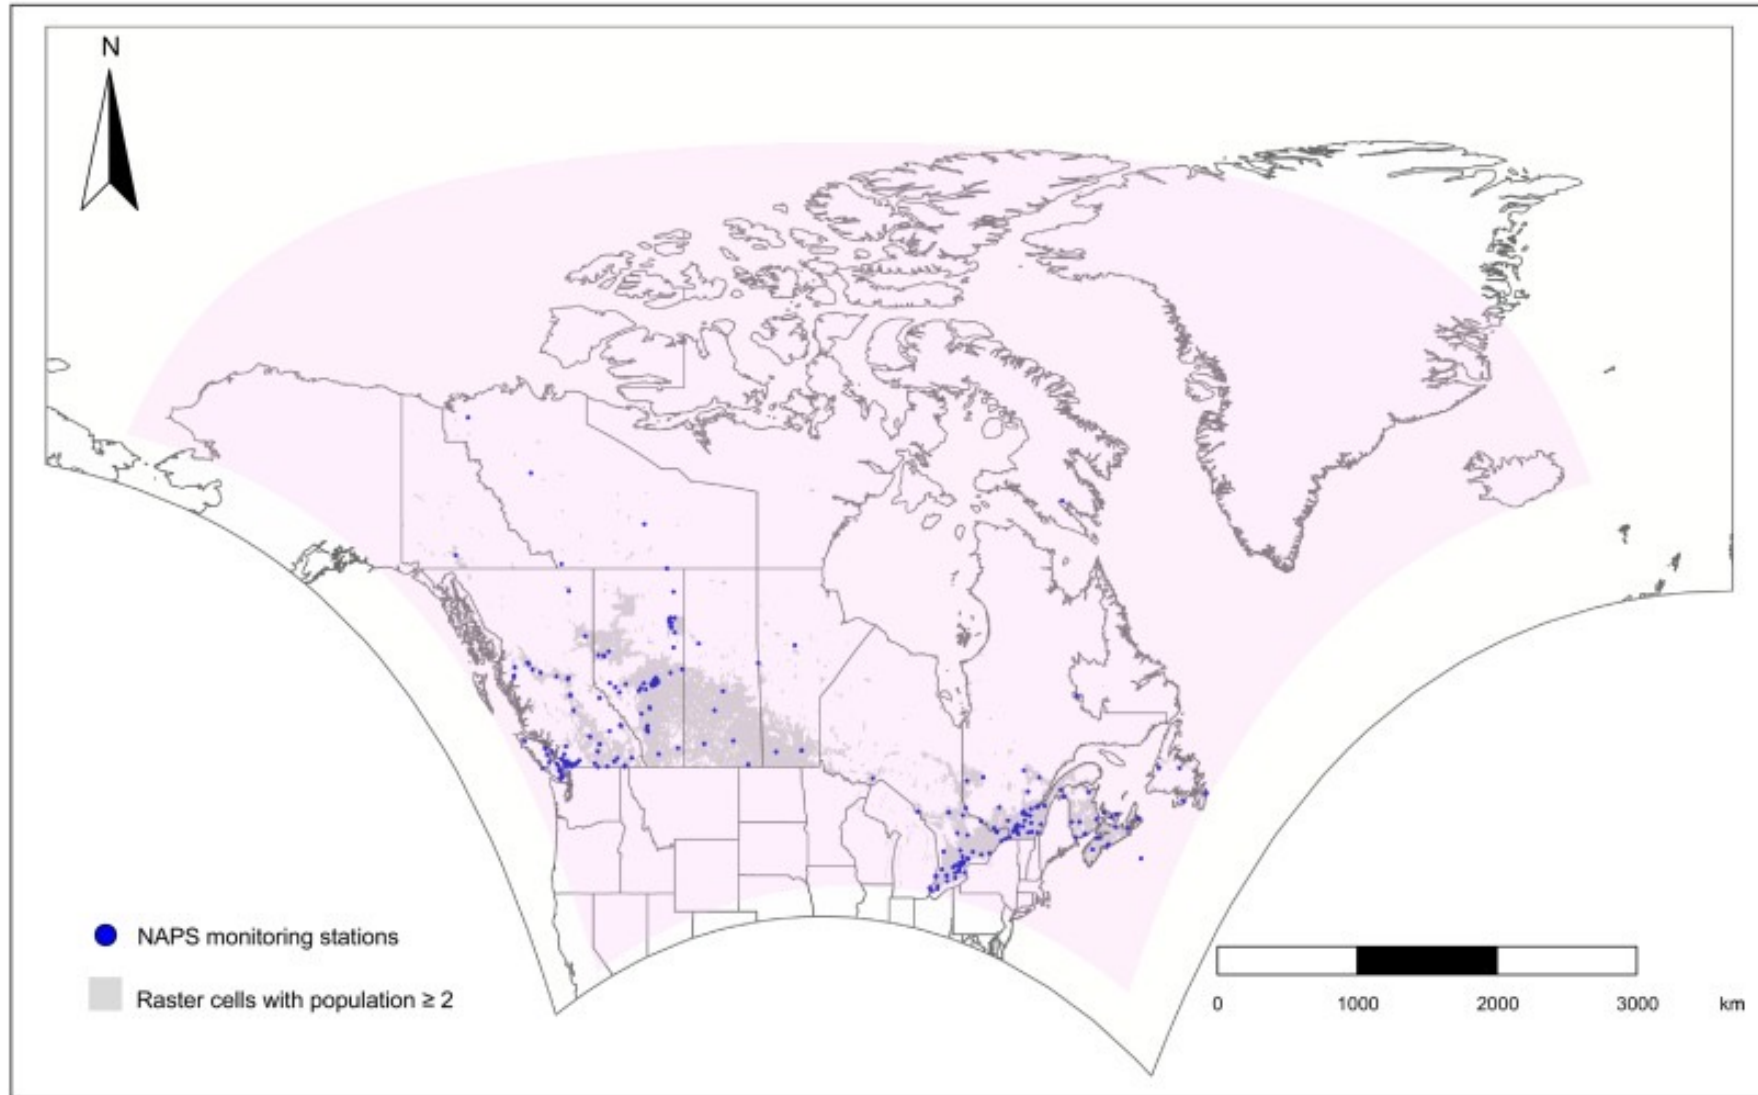 N
NAPS monitoring stations
Raster cells with population ≥ 2
0 1000 2000 3000 km